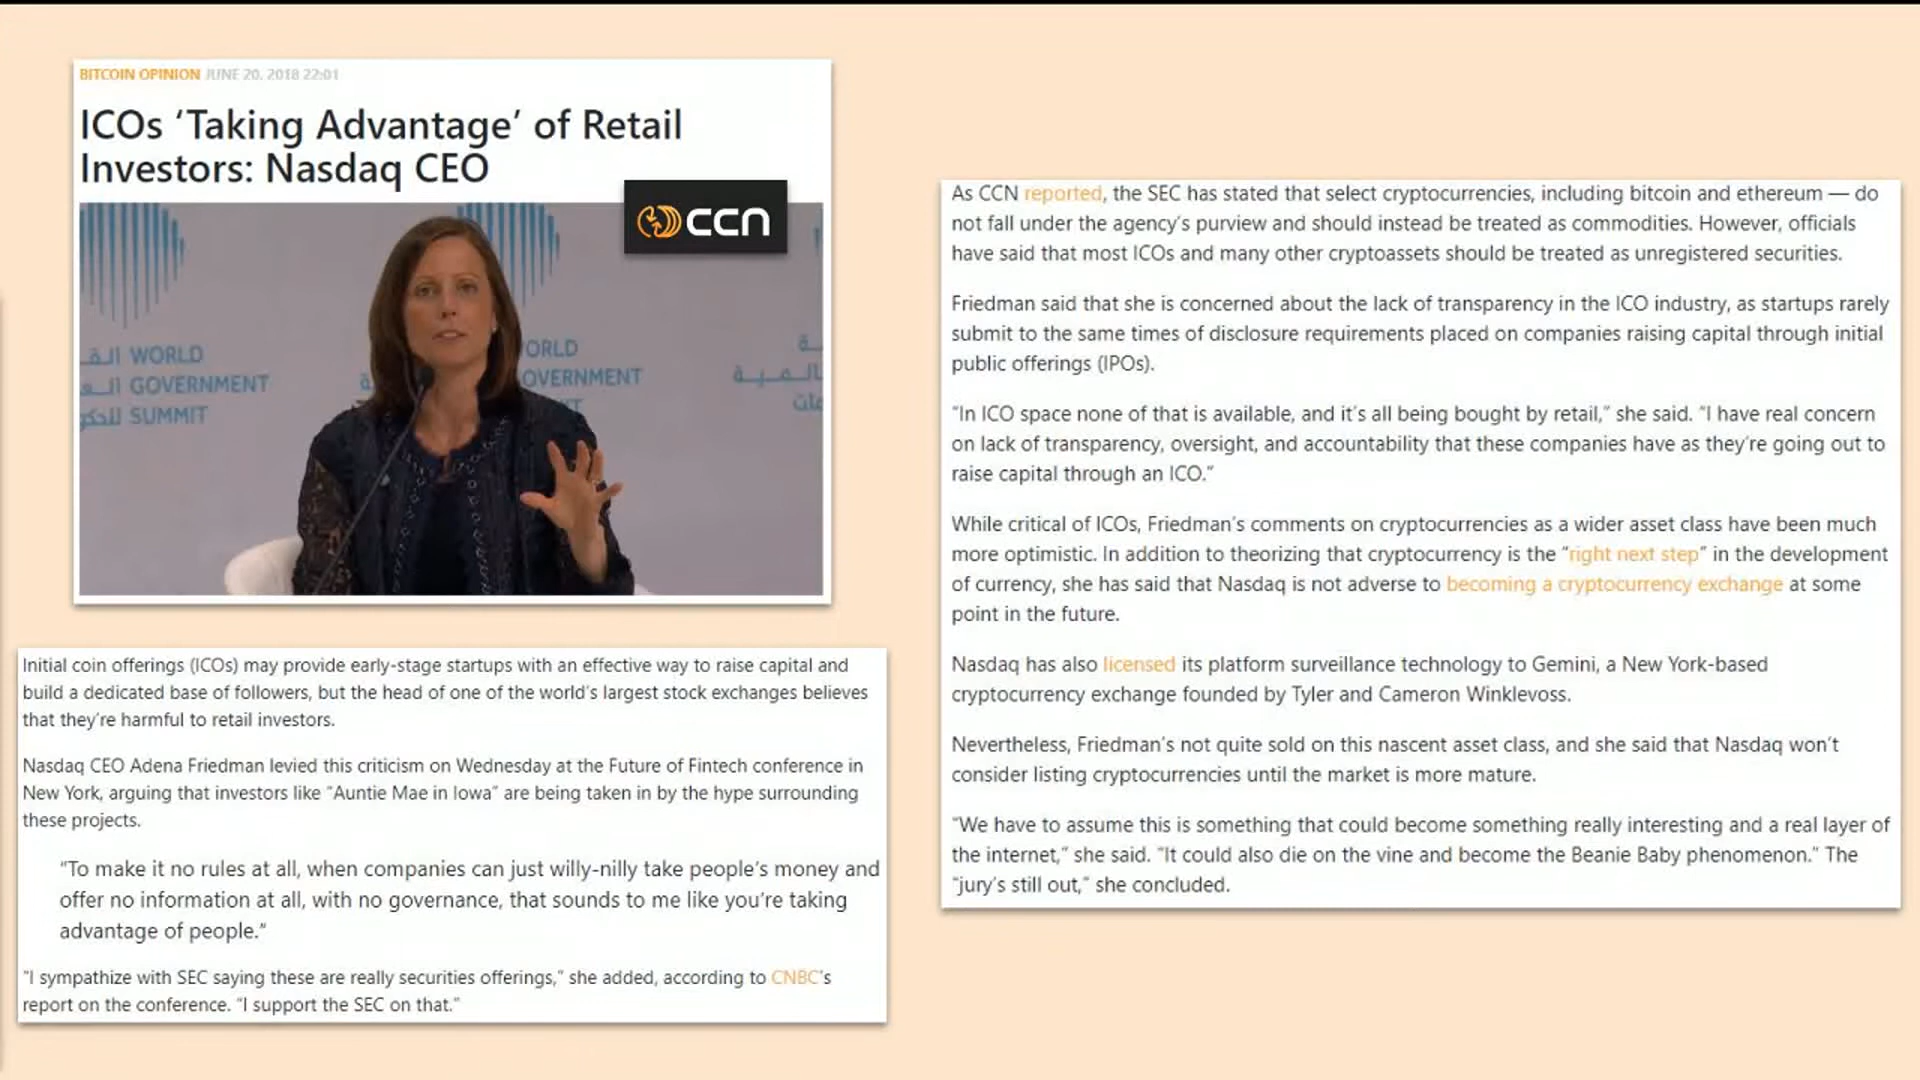 BITCOIN OPINION JUNE 20, 2018 22:01
ICOs ‘Taking Advantage’ of Retail
Investors: Nasdaq CEO
ccn
WORLD
GOVERNMENT
SUMMIT
Initial coin offerings (ICOs) may provide early-stage startups with an effective way to raise capital and
build a dedicated base of followers, but the head of one of the world's largest stock exchanges believes
that they're harmful to retail investors.
Nasdaq CEO Adena Friedman levied this criticism on Wednesday at the Future of Fintech conference in
New York, arguing that investors like “Auntie Mae in Iowa” are being taken in by the hype surrounding
these projects.
“To make it no rules at all, when companies can just willy-nilly take people's money and
offer no information at all, with no governance, that sounds to me like you're taking
advantage of people.”
“I sympathize with SEC saying these are really securities offerings,” she added, according to CNBC's
report on the conference. “I support the SEC on that.”
As CCN reported, the SEC has stated that select cryptocurrencies, including bitcoin and ethereum — do
not fall under the agency's purview and should instead be treated as commodities. However, officials
have said that most ICOs and many other cryptoassets should be treated as unregistered securities.
Friedman said that she is concerned about the lack of transparency in the ICO industry, as startups rarely
submit to the same times of disclosure requirements placed on companies raising capital through initial
public offerings (IPOs).
“In ICO space none of that is available, and it's all being bought by retail,” she said. “I have real concern
on lack of transparency, oversight, and accountability that these companies have as they're going out to
raise capital through an ICO.”
While critical of ICOs, Friedman's comments on cryptocurrencies as a wider asset class have been much
more optimistic. In addition to theorizing that cryptocurrency is the “right next step” in the development
of currency, she has said that Nasdaq is not adverse to becoming a cryptocurrency exchange at some
point in the future.
Nasdaq has also licensed its platform surveillance technology to Gemini, a New York-based
cryptocurrency exchange founded by Tyler and Cameron Winklevoss.
Nevertheless, Friedman's not quite sold on this nascent asset class, and she said that Nasdaq won't
consider listing cryptocurrencies until the market is more mature.
“We have to assume this is something that could become something really interesting and a real layer of
the internet,” she said. “It could also die on the vine and become the Beanie Baby phenomenon.” The
“jury's still out,” she concluded.